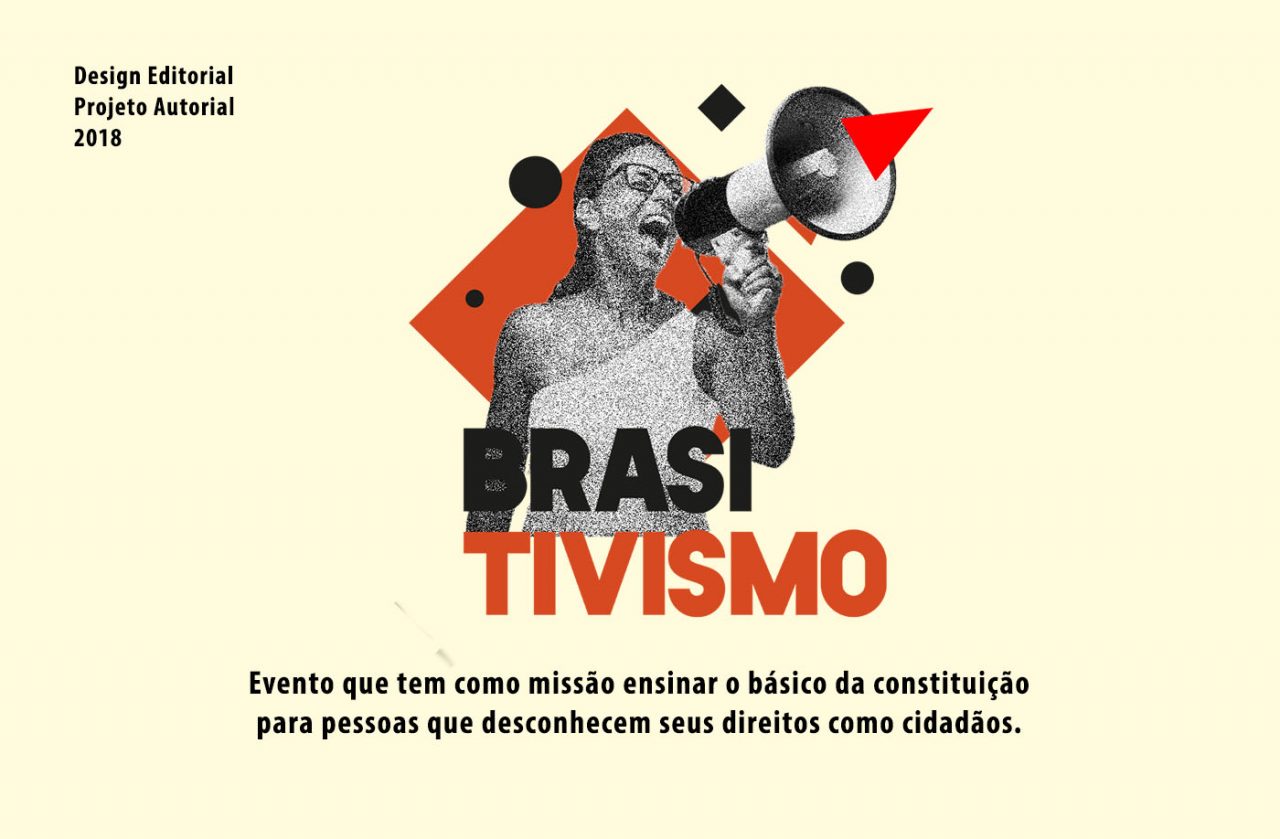 Design Editorial
Projeto Autorial
2018
BRASI
TIVISMO
Evento que tem como missão ensinar o básico da constituição
para pessoas que desconhecem seus direitos como cidadãos.